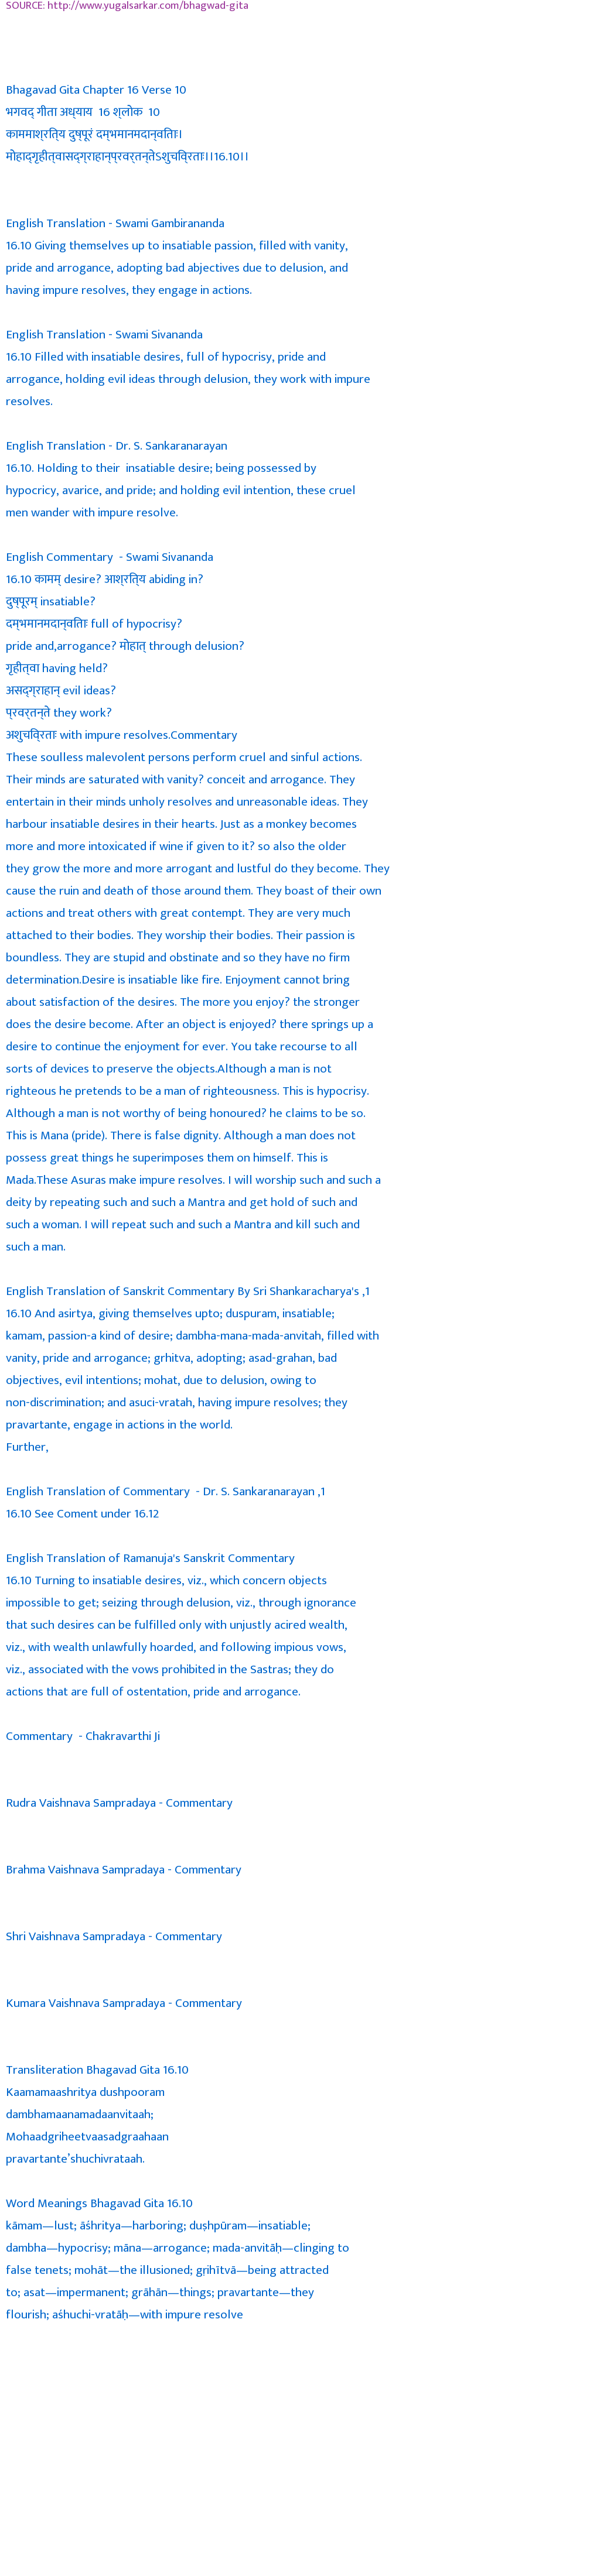 SOURCE: http://www.yugalsarkar.com/bhagwad-gita
Bhagavad Gita Chapter 16 Verse 10
भगवद् गीता अध्याय 16 श्लोक 10
काममाश्रित्य दुष्पूरं दम्भमानमदान्विताः।
मोहाद्गृहीत्वासद्ग्राहान्प्रवर्तन्तेऽशुचिव्रताः।।16.10।।
English Translation - Swami Gambirananda
16.10 Giving themselves up to insatiable passion, filled with vanity,
pride and arrogance, adopting bad abjectives due to delusion, and
having impure resolves, they engage in actions.
English Translation - Swami Sivananda
16.10 Filled with insatiable desires, full of hypocrisy, pride and
arrogance, holding evil ideas through delusion, they work with impure
resolves.
English Translation - Dr. S. Sankaranarayan
16.10. Holding to their insatiable desire; being possessed by
hypocricy, avarice, and pride; and holding evil intention, these cruel
men wander with impure resolve.
English Commentary - Swami Sivananda
16.10 कामम् desire? आश्रित्य abiding in?
दुष्पूरम् insatiable?
दम्भमानमदान्विताः full of hypocrisy?
pride and,arrogance? मोहात् through delusion?
गृहीत्वा having held?
असद्ग्राहान् evil ideas?
प्रवर्तन्ते they work?
अशुचिव्रताः with impure resolves.Commentary
These soulless malevolent persons perform cruel and sinful actions.
Their minds are saturated with vanity? conceit and arrogance. They
entertain in their minds unholy resolves and unreasonable ideas. They
harbour insatiable desires in their hearts. Just as a monkey becomes
more and more intoxicated if wine if given to it? so also the older
they grow the more and more arrogant and lustful do they become. They
cause the ruin and death of those around them. They boast of their own
actions and treat others with great contempt. They are very much
attached to their bodies. They worship their bodies. Their passion is
boundless. They are stupid and obstinate and so they have no firm
determination.Desire is insatiable like fire. Enjoyment cannot bring
about satisfaction of the desires. The more you enjoy? the stronger
does the desire become. After an object is enjoyed? there springs up a
desire to continue the enjoyment for ever. You take recourse to all
sorts of devices to preserve the objects.Although a man is not
righteous he pretends to be a man of righteousness. This is hypocrisy.
Although a man is not worthy of being honoured? he claims to be so.
This is Mana (pride). There is false dignity. Although a man does not
possess great things he superimposes them on himself. This is
Mada.These Asuras make impure resolves. I will worship such and such a
deity by repeating such and such a Mantra and get hold of such and
such a woman. I will repeat such and such a Mantra and kill such and
such a man.
English Translation of Sanskrit Commentary By Sri Shankaracharya's ,1
16.10 And asirtya, giving themselves upto; duspuram, insatiable;
kamam, passion-a kind of desire; dambha-mana-mada-anvitah, filled with
vanity, pride and arrogance; grhitva, adopting; asad-grahan, bad
objectives, evil intentions; mohat, due to delusion, owing to
non-discrimination; and asuci-vratah, having impure resolves; they
pravartante, engage in actions in the world.
Further,
English Translation of Commentary - Dr. S. Sankaranarayan ,1
16.10 See Coment under 16.12
English Translation of Ramanuja's Sanskrit Commentary
16.10 Turning to insatiable desires, viz., which concern objects
impossible to get; seizing through delusion, viz., through ignorance
that such desires can be fulfilled only with unjustly acired wealth,
viz., with wealth unlawfully hoarded, and following impious vows,
viz., associated with the vows prohibited in the Sastras; they do
actions that are full of ostentation, pride and arrogance.
Commentary - Chakravarthi Ji
Rudra Vaishnava Sampradaya - Commentary
Brahma Vaishnava Sampradaya - Commentary
Shri Vaishnava Sampradaya - Commentary
Kumara Vaishnava Sampradaya - Commentary
Transliteration Bhagavad Gita 16.10
Kaamamaashritya dushpooram
dambhamaanamadaanvitaah;
Mohaadgriheetvaasadgraahaan
pravartante’shuchivrataah.
Word Meanings Bhagavad Gita 16.10
kāmam—lust; āśhritya—harboring; duṣhpūram—insatiable;
dambha—hypocrisy; māna—arrogance; mada-anvitāḥ—clinging to
false tenets; mohāt—the illusioned; gṛihītvā—being attracted
to; asat—impermanent; grāhān—things; pravartante—they
flourish; aśhuchi-vratāḥ—with impure resolve